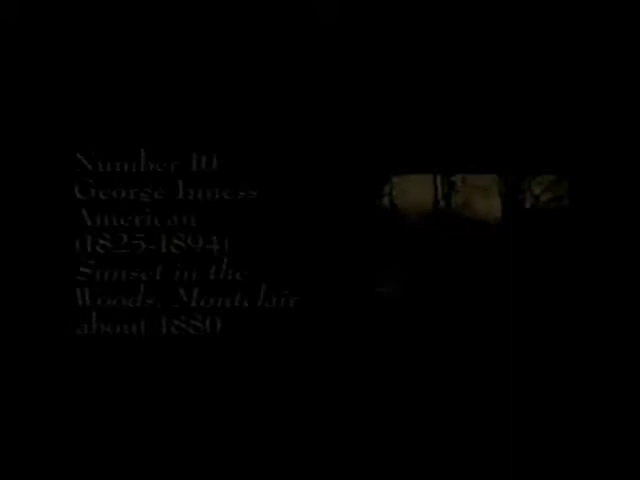 Number 10
George Inness
American
(1825-1894)
Sunset in the
Woods, Montclair
about 1880